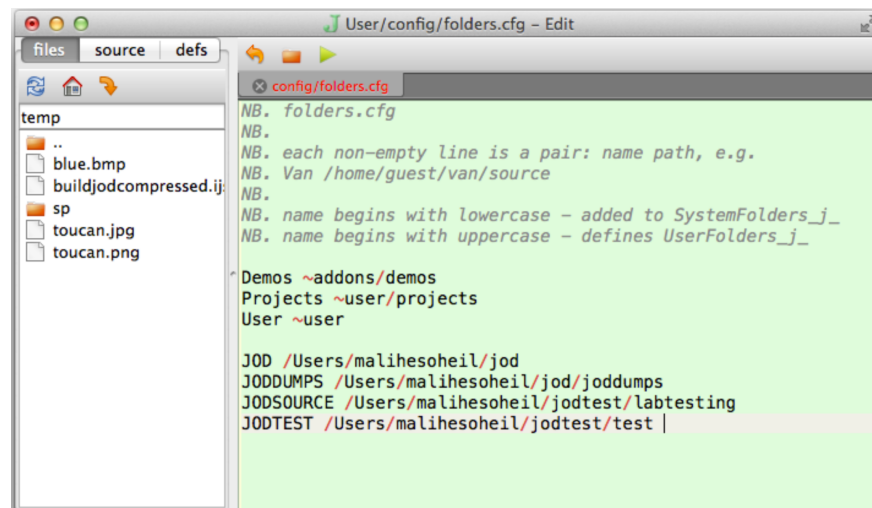 User/config/folders.cfg – Edit
files source defs
config/folders.cfg
temp
..
blue.bmp
buildjodcompressed.ij
sp
toucan.jpg
toucan.png
NB. folders.cfg
NB.
NB. each non-empty line is a pair: name path, e.g.
NB. Van /home/guest/van/source
NB.
NB. name begins with lowercase - added to SystemFolders_j_
NB. name begins with uppercase - defines UserFolders_j_
Demos ~addons/demos
Projects ~user/projects
User ~user
JOD /Users/malihesoheil/jod
JODDUMPS /Users/malihesoheil/jod/joddumps
JODSOURCE /Users/malihesoheil/jodtest/labtesting
JODTEST /Users/malihesoheil/jodtest/test